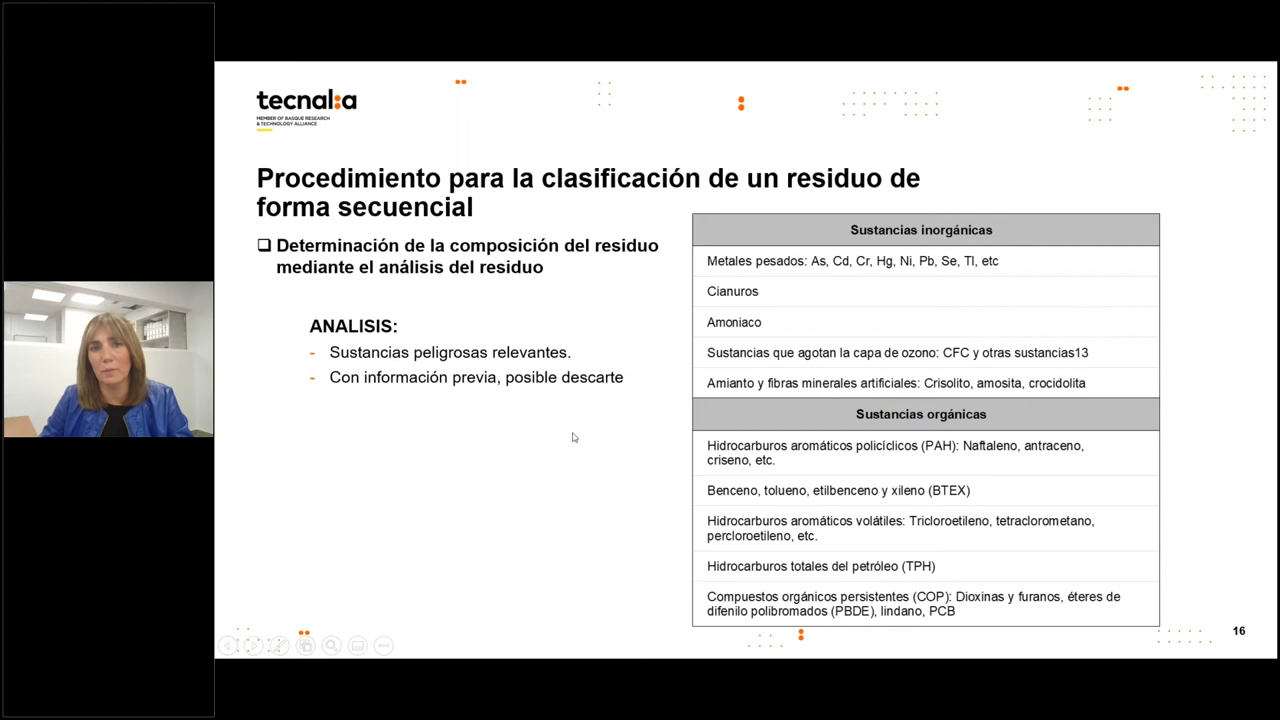 tecnal:a
MEMBER OF BASQUE RESEARCH
& TECHNOLOGY ALLIANCE
Procedimiento para la clasificación de un residuo de
forma secuencial
Determinación de la composición del residuo
mediante el análisis del residuo
ANALISIS:
- Sustancias peligrosas relevantes.
- Con información previa, posible descarte
Sustancias inorgánicas
Metales pesados: As, Cd, Cr, Hg, Ni, Pb, Se, Tl, etc
Cianuros
Amoniaco
Sustancias que agotan la capa de ozono: CFC y otras sustancias13
Amianto y fibras minerales artificiales: Crisolito, amosita, crocidolita
Sustancias orgánicas
Hidrocarburos aromáticos policíclicos (PAH): Naftaleno, antraceno,
criseno, etc.
Benceno, tolueno, etilbenceno y xileno (BTEX)
Hidrocarburos aromáticos volátiles: Tricloroetileno, tetraclorometano,
percloroetileno, etc.
Hidrocarburos totales del petróleo (TPH)
Compuestos orgánicos persistentes (COP): Dioxinas y furanos, éteres de
difenilo polibromados (PBDE), lindano, PCB
16